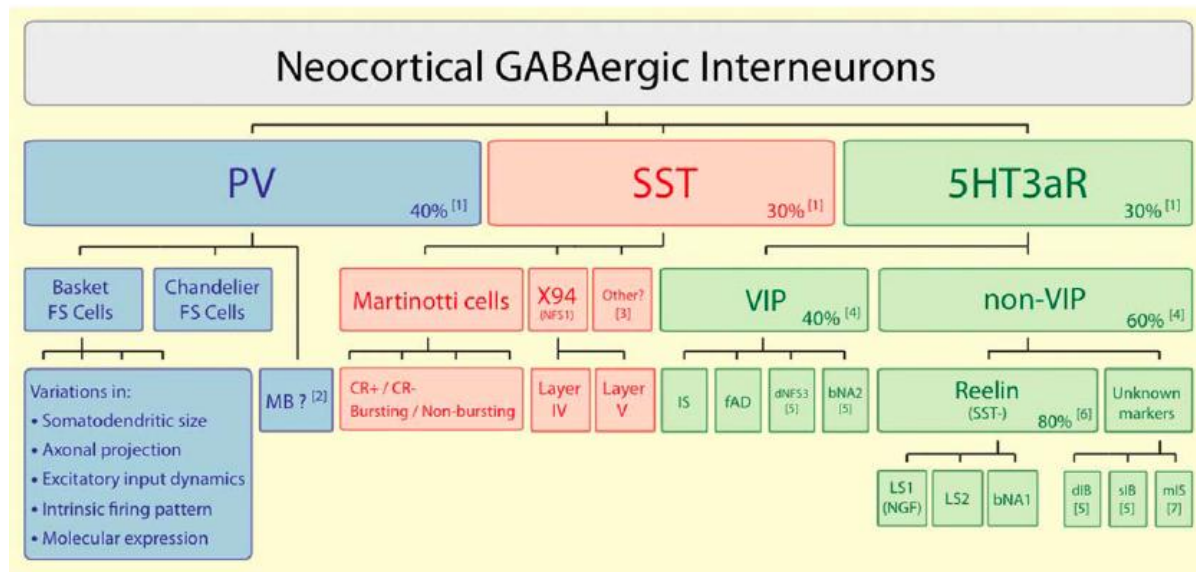 Neocortical GABAergic Interneurons
PV
40% [1]
SST
30% [1]
5HT3aR
30% [1]
Basket
FS Cells
Chandelier
FS Cells
Martinotti cells
X94
(NFS1)
Other?
[3]
VIP
40% [4]
non-VIP
60% [4]
Variations in:
• Somatodendritic size
• Axonal projection
• Excitatory input dynamics
• Intrinsic firing pattern
• Molecular expression
MB ? [2]
CR+ / CR-
Bursting / Non-bursting
Layer
IV
Layer
V
IS
fAD
dNFS3
[5]
bNA2
[5]
Reelin
(SST-)
80% [6]
Unknown
markers
LS1
(NGF)
LS2
bNA1
dIB
[5]
sIB
[5]
mIS
[7]